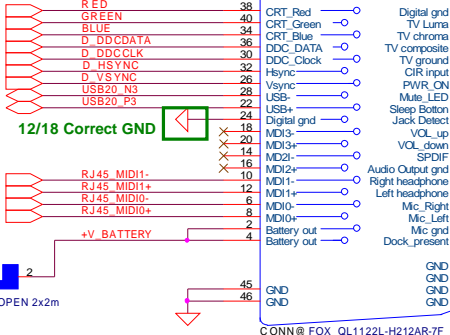 RED 38 CRT_Red Digital gnd
GREEN 40 CRT_Green TV Luma
BLUE 34 CRT_Blue TV chroma
D_DDCDATA 36 DDC_DATA TV composite
D_DDCCLK 30 DDC_Clock TV ground
D_HSYNC 32 Hsync CIR input
D_VSYNC 26 Vsync PWR_ON
USB20_N3 28 USB- Mute_LED
USB20_P3 22 USB+ Sleep Botton
24 Digital gnd Jack Detect
12/18 Correct GND
18 MDI3- VOL_up
20 MDI3+ VOL_down
14 MD2I- SPDIF
16 MDI2+ Audio Output gnd
RJ45_MIDI1- 10 MDI1- Right headphone
RJ45_MIDI1+ 12 MDI1+ Left headphone
RJ45_MIDI0- 6 MDI0- Mic_Right
RJ45_MIDI0+ 8 MDI0+ Mic_Left
2 Battery out Mic gnd
+V_BATTERY 4 Battery out Dock_present
GND
2
GND
45 GND GND
OPEN 2x2m 46 GND GND
CONN@ FOX_QL1122L-H212AR-7F